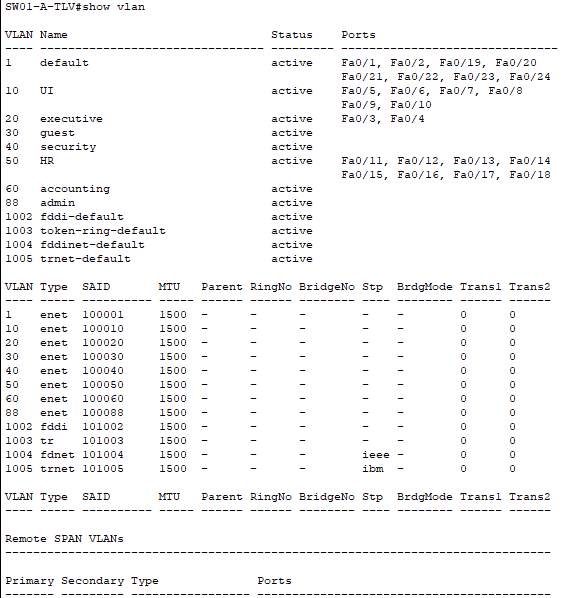 SW01-A-TLV#show vlan
VLAN Name                             Status    Ports
---- -------------------------------- --------- -------------------------------
1    default                          active    Fa0/1, Fa0/2, Fa0/19, Fa0/20
                                                Fa0/21, Fa0/22, Fa0/23, Fa0/24
10   UI                               active    Fa0/5, Fa0/6, Fa0/7, Fa0/8
                                                Fa0/9, Fa0/10
20   executive                        active    Fa0/3, Fa0/4
30   guest                            active
40   security                         active
50   HR                               active    Fa0/11, Fa0/12, Fa0/13, Fa0/14
                                                Fa0/15, Fa0/16, Fa0/17, Fa0/18
60   accounting                       active
88   admin                            active
1002 fddi-default                     active
1003 token-ring-default               active
1004 fddinet-default                  active
1005 trnet-default                    active
VLAN Type  SAID       MTU   Parent RingNo BridgeNo Stp  BrdgMode Trans1 Trans2
---- ----- ---------- ----- ------ ------ -------- ---- -------- ------ ------
1    enet  100001     1500  -      -      -        -    -        0      0
10   enet  100010     1500  -      -      -        -    -        0      0
20   enet  100020     1500  -      -      -        -    -        0      0
30   enet  100030     1500  -      -      -        -    -        0      0
40   enet  100040     1500  -      -      -        -    -        0      0
50   enet  100050     1500  -      -      -        -    -        0      0
60   enet  100060     1500  -      -      -        -    -        0      0
88   enet  100088     1500  -      -      -        -    -        0      0
1002 fddi  101002     1500  -      -      -        -    -        0      0
1003 tr    101003     1500  -      -      -        -    -        0      0
1004 fdnet 101004     1500  -      -      -        ieee -        0      0
1005 trnet 101005     1500  -      -      -        ibm  -        0      0
VLAN Type  SAID       MTU   Parent RingNo BridgeNo Stp  BrdgMode Trans1 Trans2
---- ----- ---------- ----- ------ ------ -------- ---- -------- ------ ------
Remote SPAN VLANs
------------------------------------------------------------------------------
Primary Secondary Type              Ports
------- --------- ----------------- ------------------------------------------